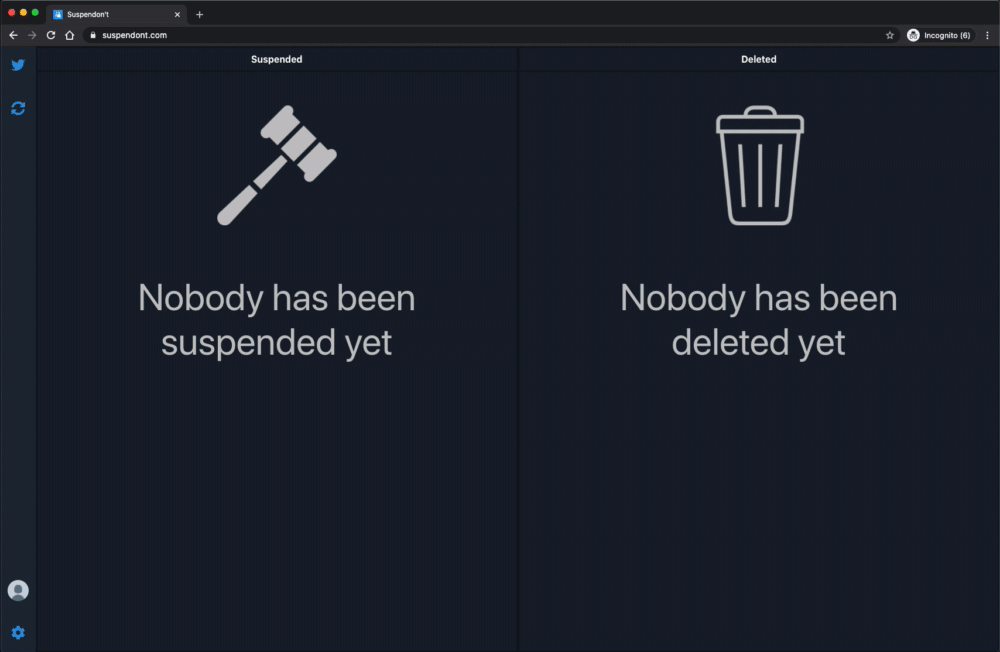 Suspendon't
suspendont.com
Incognito (6)
Suspended
Deleted
Nobody has been
suspended yet
Nobody has been
deleted yet